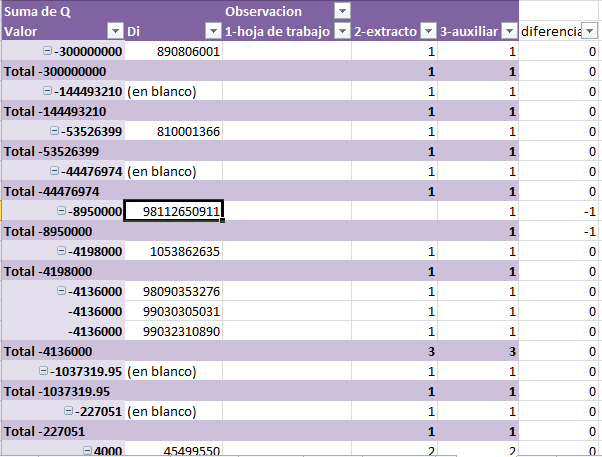 Suma de Q Observacion
Valor Di 1-hoja de trabajo 2-extracto 3-auxiliar diferencia
-300000000 890806001 1 1 0
Total -300000000 1 1 0
-144493210 (en blanco) 1 1 0
Total -144493210 1 1 0
-53526399 810001366 1 1 0
Total -53526399 1 1 0
-44476974 (en blanco) 1 1 0
Total -44476974 1 1 0
-8950000 98112650911 1 -1
Total -8950000 1 -1
-4198000 1053862635 1 1 0
Total -4198000 1 1 0
-4136000 98090353276 1 1 0
-4136000 99030305031 1 1 0
-4136000 99032310890 1 1 0
Total -4136000 3 3 0
-1037319.95 (en blanco) 1 1 0
Total -1037319.95 1 1 0
-227051 (en blanco) 1 1 0
Total -227051 1 1 0
4000 45499550 2 2 0